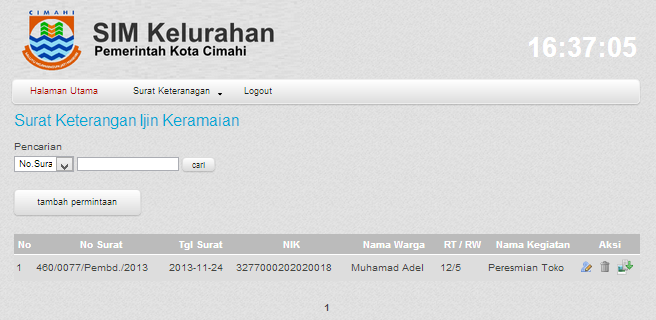 CIMAHI
SIM Kelurahan
Pemerintah Kota Cimahi
16:37:05
Halaman Utama Surat Keteranagan Logout
Surat Keterangan Ijin Keramaian
Pencarian
No.Sura cari
tambah permintaan
No No Surat Tgl Surat NIK Nama Warga RT / RW Nama Kegiatan Aksi
1 460/0077/Pembd./2013 2013-11-24 3277000202020018 Muhamad Adel 12/5 Peresmian Toko
1